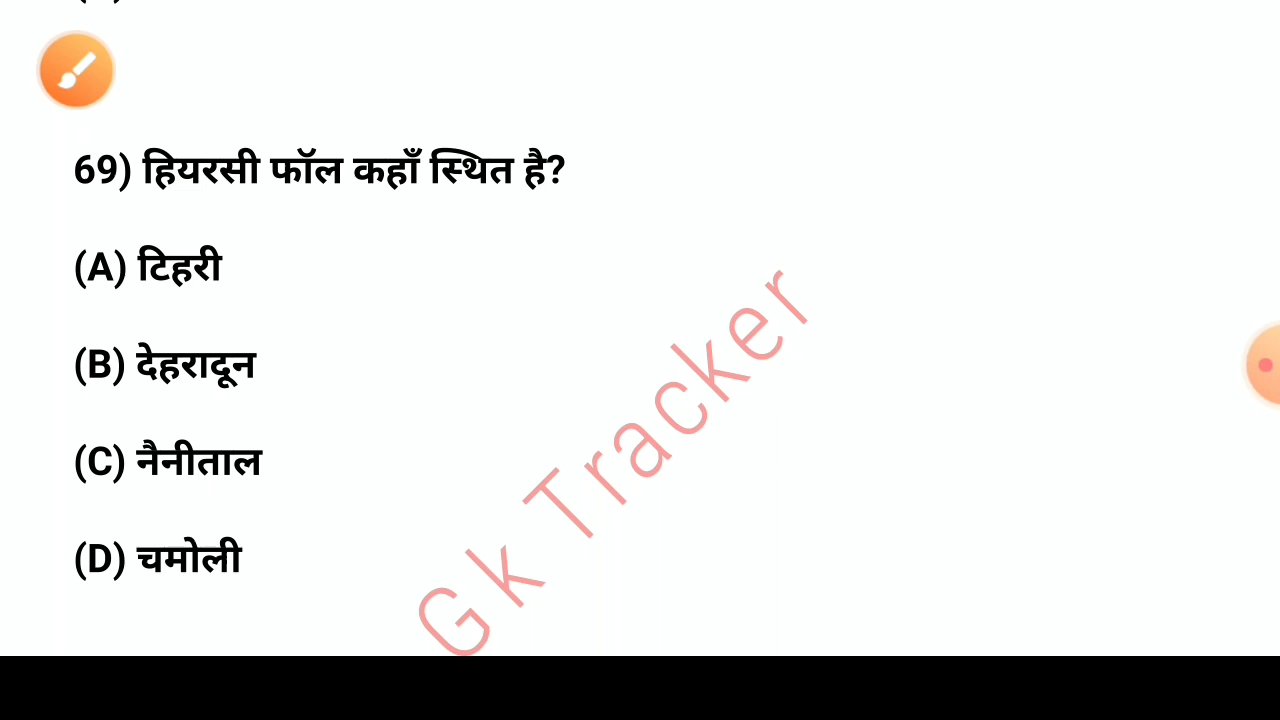 69) हियरसी फॉल कहाँ स्थित है?
(A) टिहरी
(B) देहरादून
(C) नैनीताल
(D) चमोली
Gk Tracker